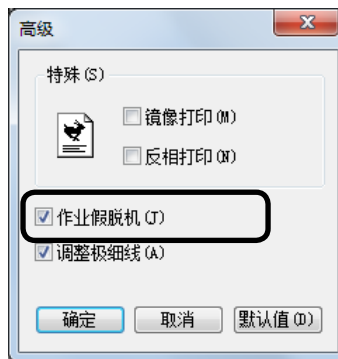 高级
特殊(S)
镜像打印(M)
反相打印(N)
作业假脱机(J)
调整极细线(A)
确定 取消 默认值(D)